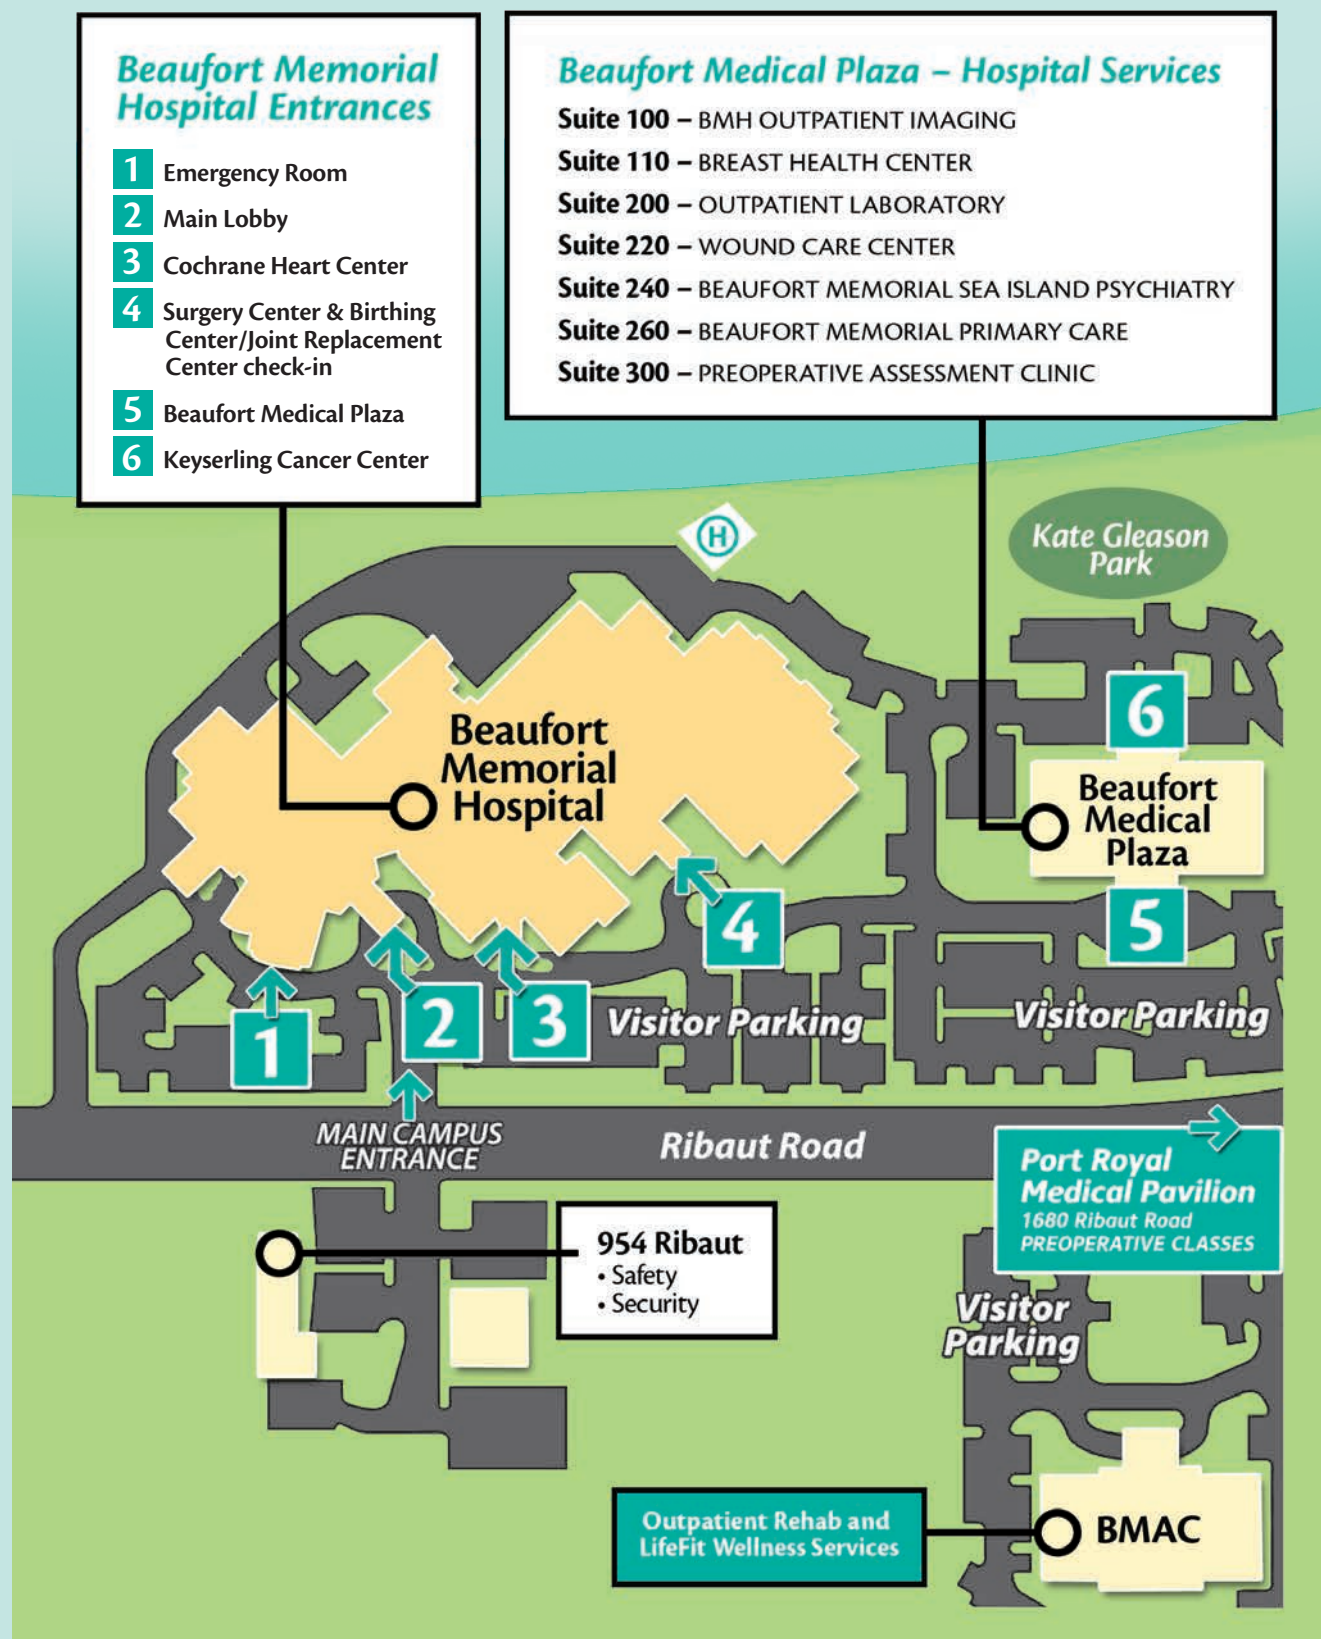 Beaufort Memorial
Hospital Entrances
1 Emergency Room
2 Main Lobby
3 Cochrane Heart Center
4 Surgery Center & Birthing
Center/Joint Replacement
Center check-in
5 Beaufort Medical Plaza
6 Keyserling Cancer Center
Beaufort Medical Plaza – Hospital Services
Suite 100 – BMH OUTPATIENT IMAGING
Suite 110 – BREAST HEALTH CENTER
Suite 200 – OUTPATIENT LABORATORY
Suite 220 – WOUND CARE CENTER
Suite 240 – BEAUFORT MEMORIAL SEA ISLAND PSYCHIATRY
Suite 260 – BEAUFORT MEMORIAL PRIMARY CARE
Suite 300 – PREOPERATIVE ASSESSMENT CLINIC
H
Kate Gleason
Park
6
Beaufort
Memorial
Hospital
Beaufort
Medical
Plaza
5
4
1
2
3
Visitor Parking
Visitor Parking
MAIN CAMPUS
ENTRANCE
Ribaut Road
Port Royal
Medical Pavilion
1680 Ribaut Road
PREOPERATIVE CLASSES
954 Ribaut
• Safety
• Security
Visitor
Parking
Outpatient Rehab and
LifeFit Wellness Services
BMAC